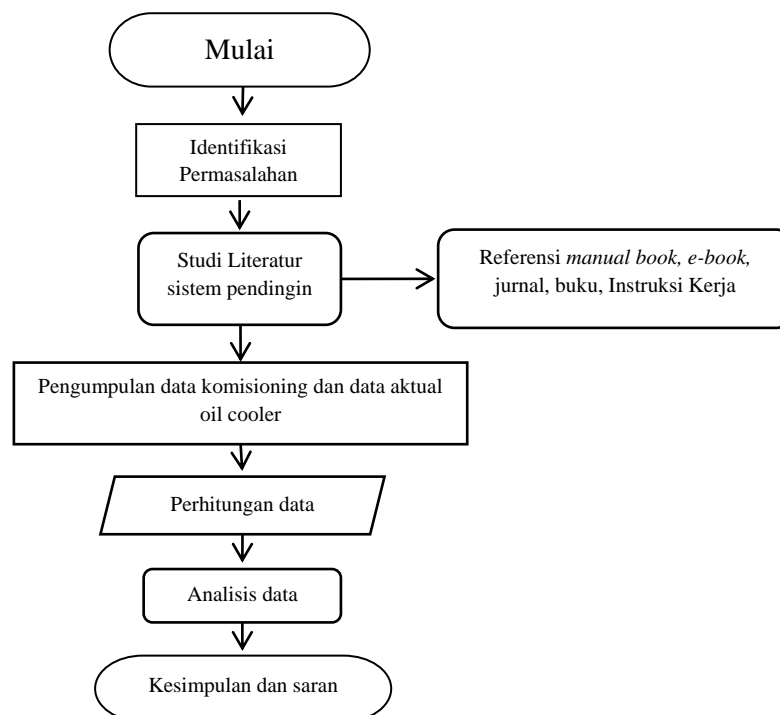 Mulai
Identifikasi
Permasalahan
Studi Literatur
sistem pendingin
Referensi manual book, e-book,
jurnal, buku, Instruksi Kerja
Pengumpulan data komisioning dan data aktual
oil cooler
Perhitungan data
Analisis data
Kesimpulan dan saran